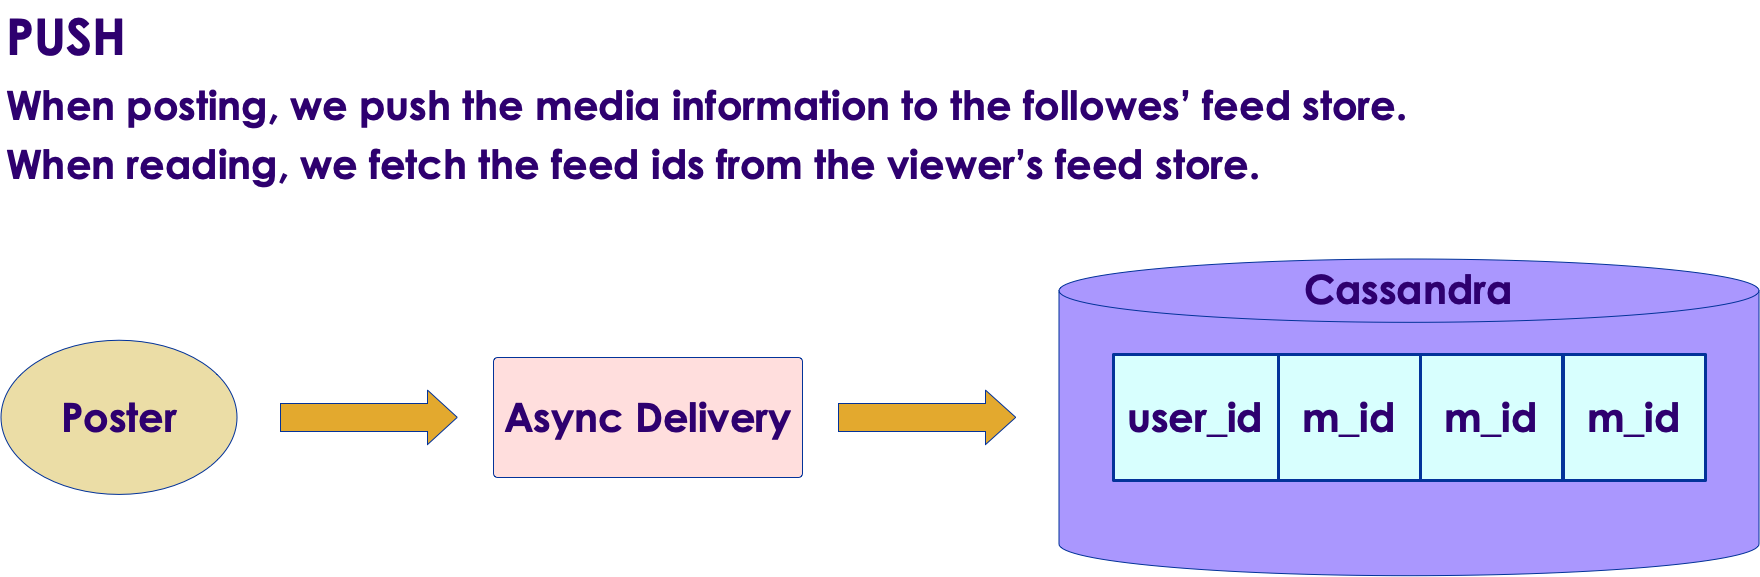 PUSH
When posting, we push the media information to the followes’ feed store.
When reading, we fetch the feed ids from the viewer’s feed store.
Cassandra
Poster
Async Delivery
user_id m_id m_id m_id